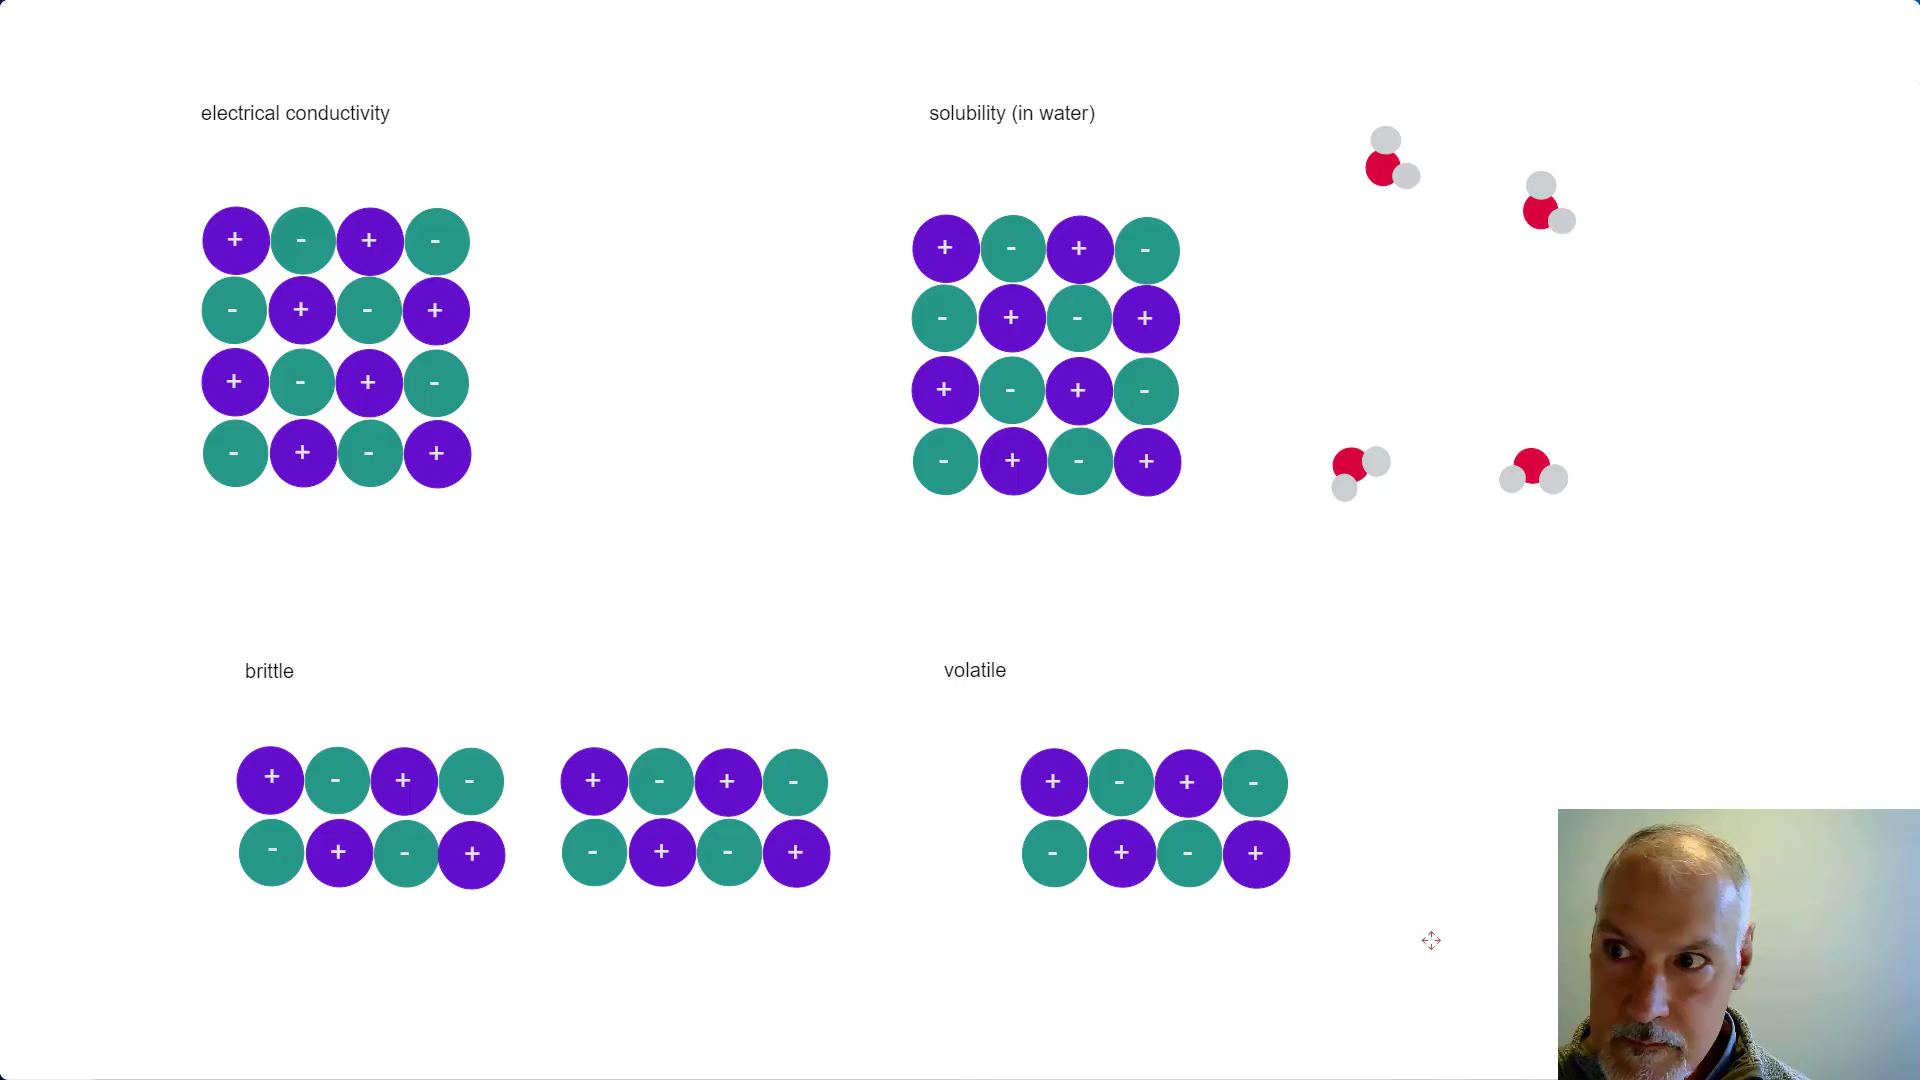 electrical conductivity
solubility (in water)
+ - + -
- + - +
+ - + -
- + - +
+ - + -
- + - +
+ - + -
- + - +
brittle
volatile
+ - + -
- + - +
+ - + -
- + - +
+ - + -
- + - +